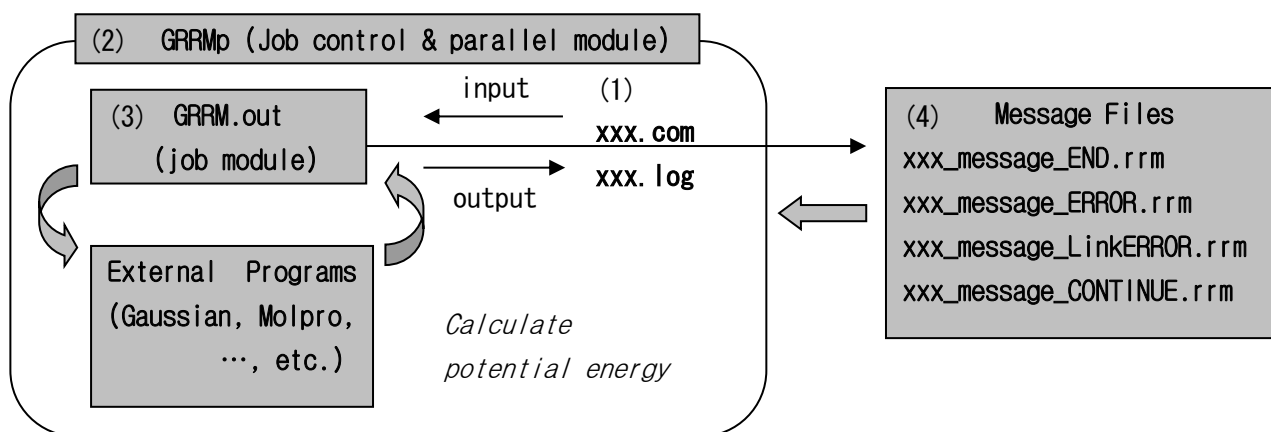 (2) GRRMp (Job control & parallel module)
(3) GRRM.out
(job module)
input
output
(1)
xxx.com
xxx.log
External Programs
(Gaussian, Molpro,
…, etc.)
Calculate
potential energy
(4) Message Files
xxx_message_END.rrm
xxx_message_ERROR.rrm
xxx_message_LinkERROR.rrm
xxx_message_CONTINUE.rrm